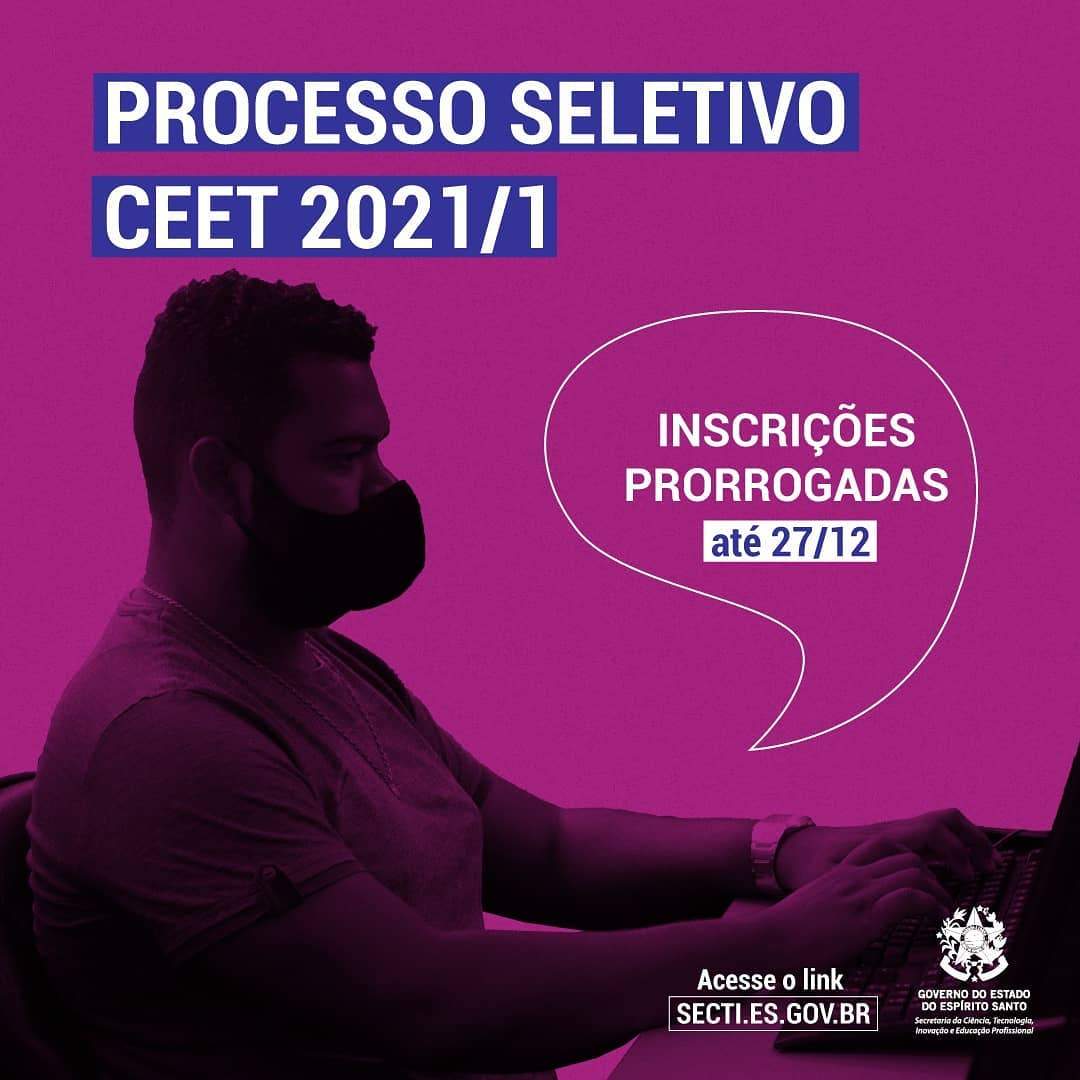 PROCESSO SELETIVO
CEET 2021/1
INSCRIÇÕES
PRORROGADAS
até 27/12
Acesse o link
SECTI.ES.GOV.BR
GOVERNO DO ESTADO
DO ESPÍRITO SANTO
Secretaria da Ciência, Tecnologia,
Inovação e Educação Profissional